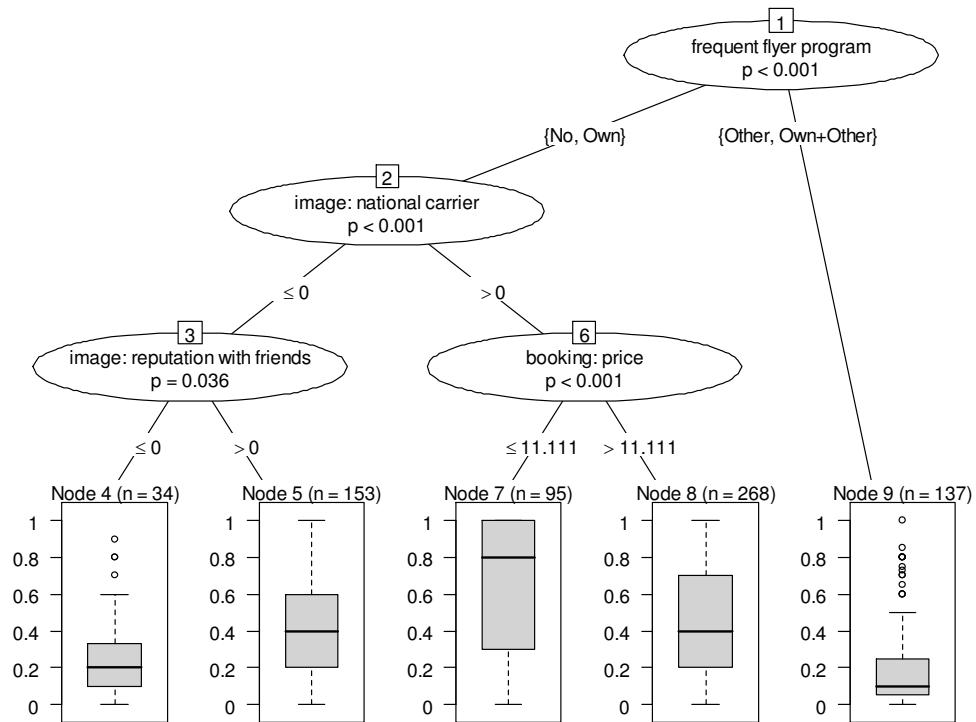 1
frequent flyer program
p < 0.001
{No, Own}
{Other, Own+Other}
2
image: national carrier
p < 0.001
≤ 0
> 0
3
image: reputation with friends
p = 0.036
6
booking: price
p < 0.001
≤ 0
> 0
≤ 11.111
> 11.111
Node 4 (n = 34)
0
0.2
0.4
0.6
0.8
1
Node 5 (n = 153)
0
0.2
0.4
0.6
0.8
1
Node 7 (n = 95)
0
0.2
0.4
0.6
0.8
1
Node 8 (n = 268)
0
0.2
0.4
0.6
0.8
1
Node 9 (n = 137)
0
0.2
0.4
0.6
0.8
1